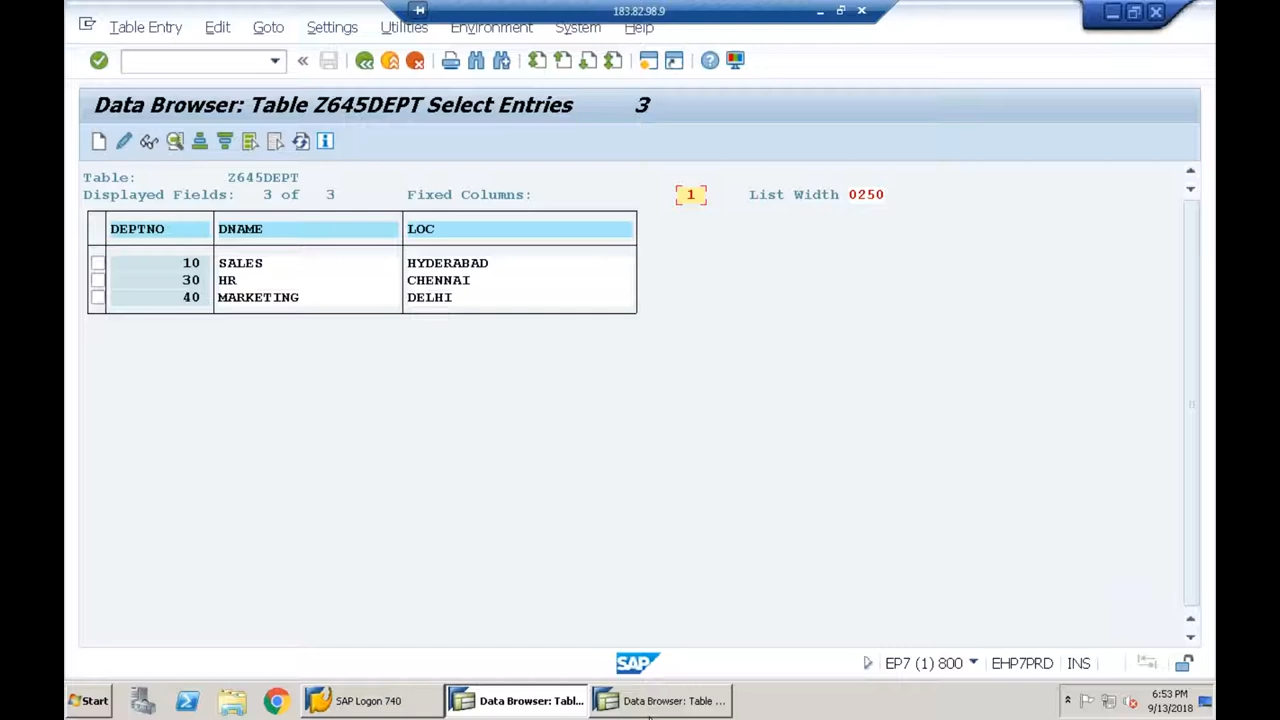 183.82.98.9
Table Entry Edit Goto Settings Utilities Environment System Help
Data Browser: Table Z645DEPT Select Entries 3
Table: Z645DEPT
Displayed Fields: 3 of 3 Fixed Columns: 1 List Width 0250
DEPTNO DNAME LOC
10 SALES HYDERABAD
30 HR CHENNAI
40 MARKETING DELHI
SAP
EP7 (1) 800 EHP7PRD INS
Start SAP Logon 740 Data Browser: Tabl... Data Browser: Table ... 6:53 PM
9/13/2018